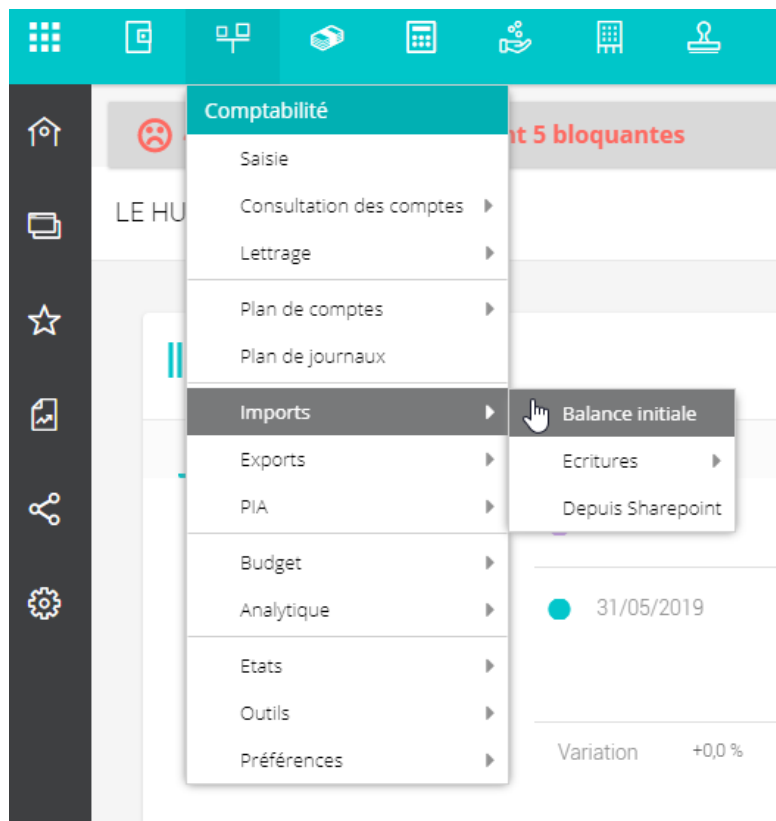 Comptabilité
5 bloquantes
Saisie
LE HU
Consultation des comptes
Lettrage
Plan de comptes
Plan de journaux
Imports
Balance initiale
Exports
Ecritures
PIA
Depuis Sharepoint
Budget
Analytique
31/05/2019
Etats
Outils
Préférences
Variation +0,0 %